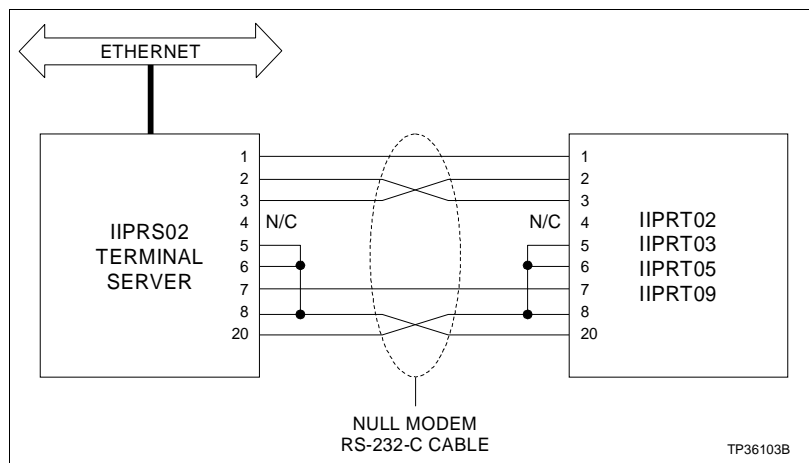 ETHERNET
IIPRS02
TERMINAL
SERVER
1
2
3
4
5
6
7
8
20
N/C
N/C
1
2
3
4
5
6
7
8
20
IIPRT02
IIPRT03
IIPRT05
IIPRT09
NULL MODEM
RS-232-C CABLE
TP36103B